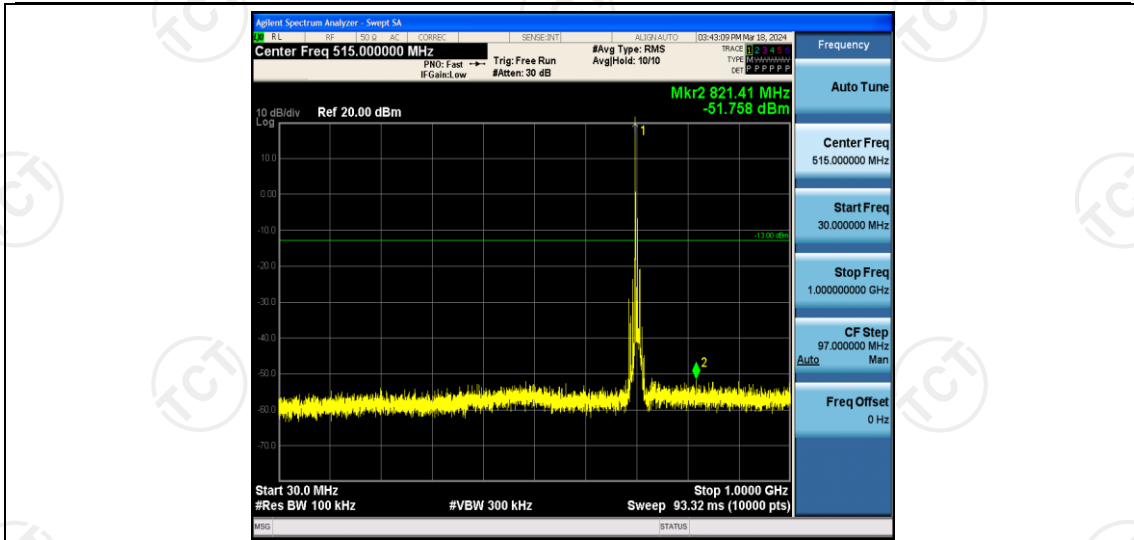 Agilent Spectrum Analyzer - Swept SA
LXI RL RF 50 Ω AC CORREC SENSE:INT ALIGNAUTO 03:43:09 PM Mar 18, 2024
Center Freq 515.000000 MHz
PNO: Fast
IFGain:Low
Trig: Free Run
#Atten: 30 dB
#Avg Type: RMS
Avg|Hold: 10/10
TRACE 1 2 3 4 5 6
TYPE M
DET P P P P P P
Mkr2 821.41 MHz
-51.758 dBm
10 dB/div Ref 20.00 dBm
Log
1
10.0
0.00
-10.0
-13.00 dBm
-20.0
-30.0
-40.0
2
-50.0
-60.0
-70.0
Start 30.0 MHz Stop 1.0000 GHz
#Res BW 100 kHz #VBW 300 kHz Sweep 93.32 ms (10000 pts)
MSG STATUS
Frequency
Auto Tune
Center Freq
515.000000 MHz
Start Freq
30.000000 MHz
Stop Freq
1.000000000 GHz
CF Step
97.000000 MHz
Auto Man
Freq Offset
0 Hz
TCT
TCT
TCT
TCT